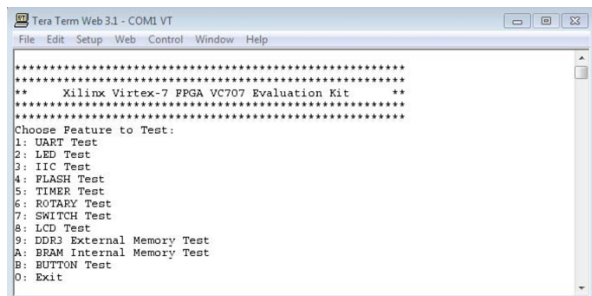 Tera Term Web 3.1 - COM1 VT
File Edit Setup Web Control Window Help
********************************************************
********************************************************
** Xilinx Virtex-7 FPGA VC707 Evaluation Kit **
********************************************************
********************************************************
Choose Feature to Test:
1: UART Test
2: LED Test
3: IIC Test
4: FLASH Test
5: TIMER Test
6: ROTARY Test
7: SWITCH Test
8: LCD Test
9: DDR3 External Memory Test
A: BRAM Internal Memory Test
B: BUTTON Test
0: Exit